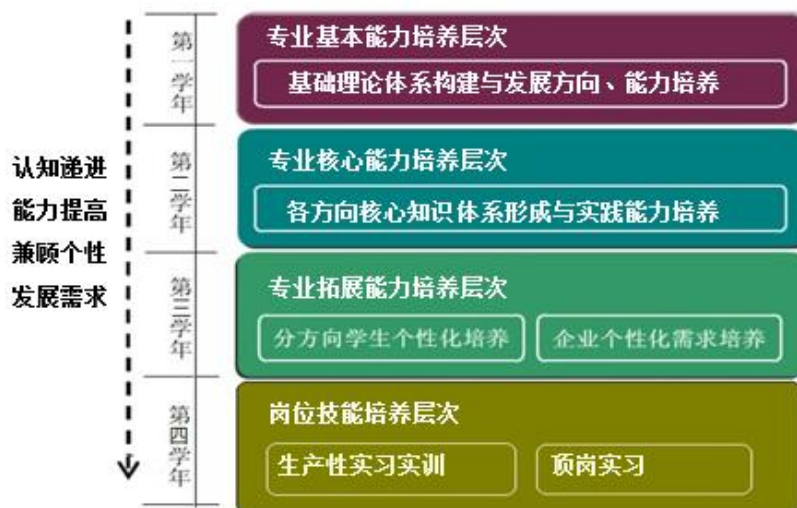 认知递进
能力提高
兼顾个性
发展需求
第一学年
专业基本能力培养层次
基础理论体系构建与发展方向、能力培养
第二学年
专业核心能力培养层次
各方向核心知识体系形成与实践能力培养
第三学年
专业拓展能力培养层次
分方向学生个性化培养
企业个性化需求培养
第四学年
岗位技能培养层次
生产性实习实训
顶岗实习